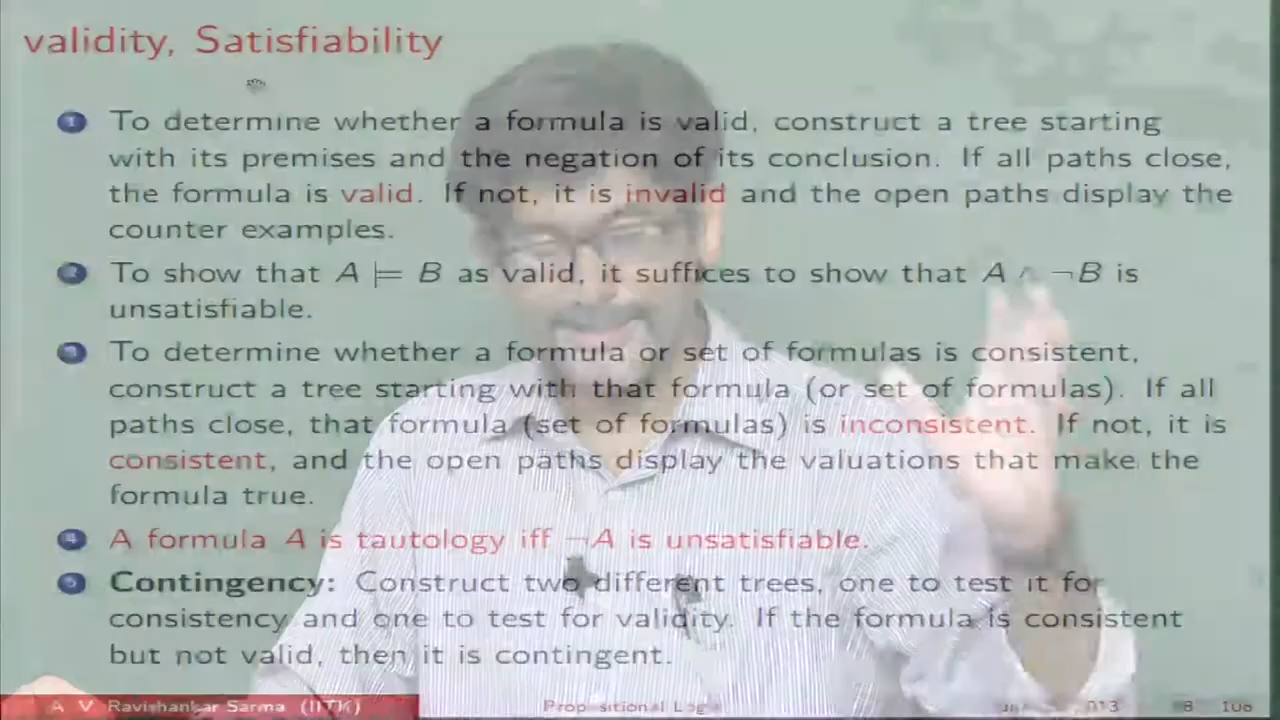 validity, Satisfiability
1 To determine whether a formula is valid, construct a tree starting
with its premises and the negation of its conclusion. If all paths close,
the formula is valid. If not, it is invalid and the open paths display the
counter examples.
2 To show that A ⊨ B as valid, it suffices to show that A ∧ ¬B is
unsatisfiable.
3 To determine whether a formula or set of formulas is consistent,
construct a tree starting with that formula (or set of formulas). If all
paths close, that formula (set of formulas) is inconsistent. If not, it is
consistent, and the open paths display the valuations that make the
formula true.
4 A formula A is tautology iff ¬A is unsatisfiable.
5 Contingency: Construct two different trees, one to test it for
consistency and one to test for validity. If the formula is consistent
but not valid, then it is contingent.
A V Ravishankar Sarma (IITK) Propositional Logic